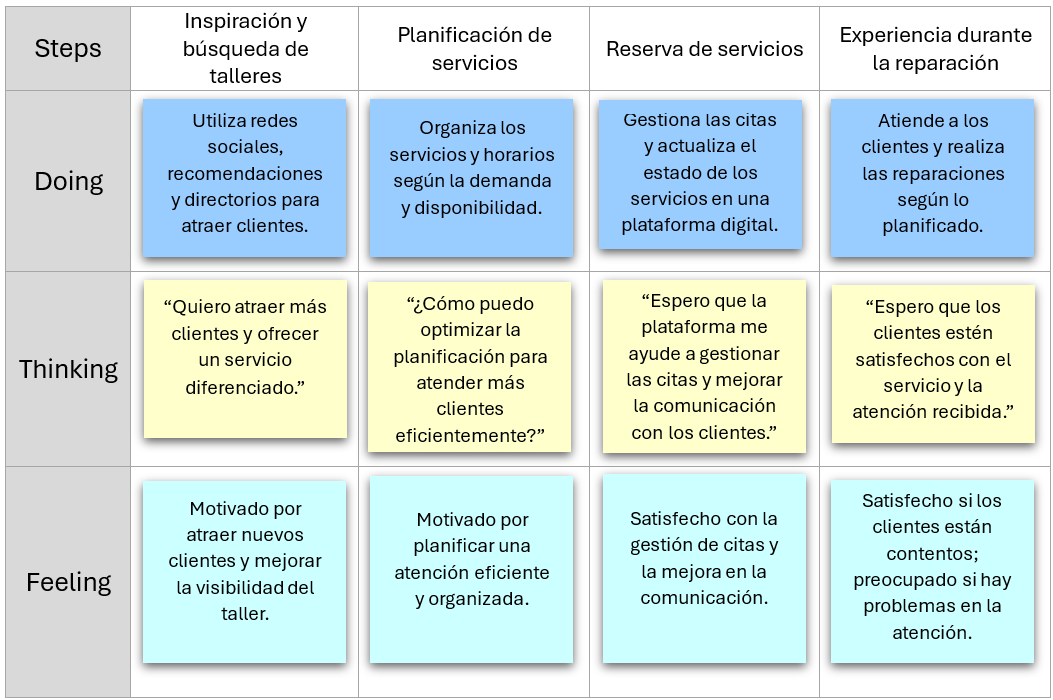 Steps
Inspiración y
búsqueda de
talleres
Planificación de
servicios
Reserva de servicios
Experiencia durante
la reparación
Doing
Utiliza redes
sociales,
recomendaciones
y directorios para
atraer clientes.
Organiza los
servicios y horarios
según la demanda
y disponibilidad.
Gestiona las citas
y actualiza el
estado de los
servicios en una
plataforma digital.
Atiende a los
clientes y realiza
las reparaciones
según lo
planificado.
Thinking
“Quiero atraer más
clientes y ofrecer
un servicio
diferenciado.”
“¿Cómo puedo
optimizar la
planificación para
atender más
clientes
eficientemente?”
“Espero que la
plataforma me
ayude a gestionar
las citas y mejorar
la comunicación
con los clientes.”
“Espero que los
clientes estén
satisfechos con el
servicio y la
atención recibida.”
Feeling
Motivado por
atraer nuevos
clientes y mejorar
la visibilidad del
taller.
Motivado por
planificar una
atención eficiente
y organizada.
Satisfecho con la
gestión de citas y
la mejora en la
comunicación.
Satisfecho si los
clientes están
contentos;
preocupado si hay
problemas en la
atención.